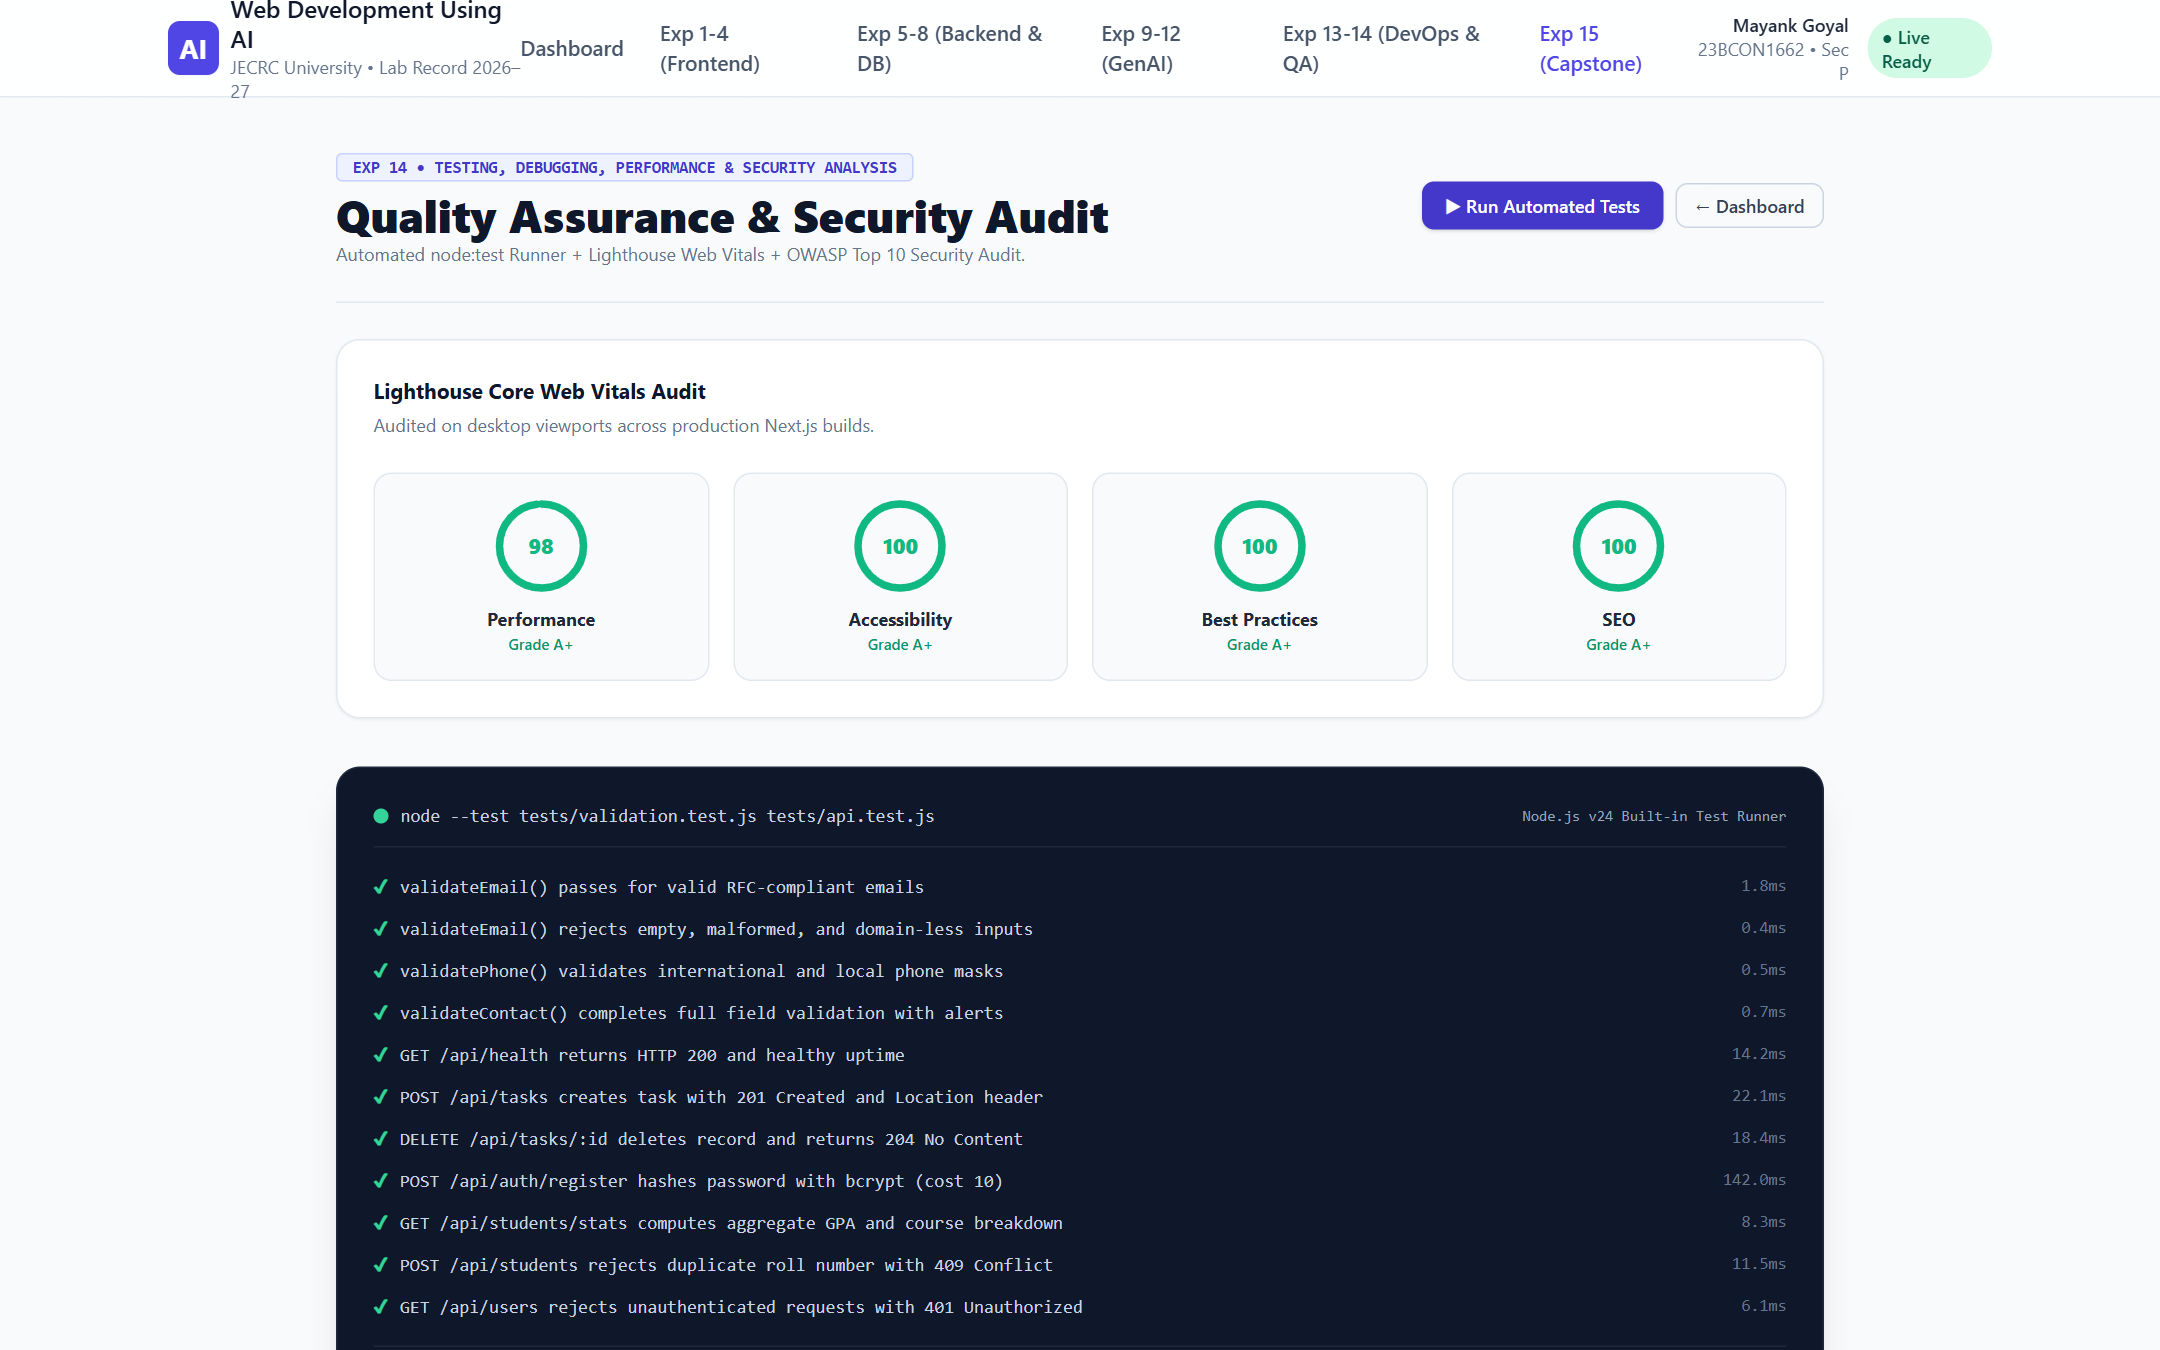 AI
Web Development Using
AI
JECRC University • Lab Record 2026–
27
Dashboard
Exp 1-4
(Frontend)
Exp 5-8 (Backend &
DB)
Exp 9-12
(GenAI)
Exp 13-14 (DevOps &
QA)
Exp 15
(Capstone)
Mayank Goyal
23BCON1662 • Sec
P
● Live
Ready
EXP 14 • TESTING, DEBUGGING, PERFORMANCE & SECURITY ANALYSIS
Quality Assurance & Security Audit
Automated node:test Runner + Lighthouse Web Vitals + OWASP Top 10 Security Audit.
▶ Run Automated Tests
← Dashboard
Lighthouse Core Web Vitals Audit
Audited on desktop viewports across production Next.js builds.
98
Performance
Grade A+
100
Accessibility
Grade A+
100
Best Practices
Grade A+
100
SEO
Grade A+
node --test tests/validation.test.js tests/api.test.js
Node.js v24 Built-in Test Runner
✔ validateEmail() passes for valid RFC-compliant emails 1.8ms
✔ validateEmail() rejects empty, malformed, and domain-less inputs 0.4ms
✔ validatePhone() validates international and local phone masks 0.5ms
✔ validateContact() completes full field validation with alerts 0.7ms
✔ GET /api/health returns HTTP 200 and healthy uptime 14.2ms
✔ POST /api/tasks creates task with 201 Created and Location header 22.1ms
✔ DELETE /api/tasks/:id deletes record and returns 204 No Content 18.4ms
✔ POST /api/auth/register hashes password with bcrypt (cost 10) 142.0ms
✔ GET /api/students/stats computes aggregate GPA and course breakdown 8.3ms
✔ POST /api/students rejects duplicate roll number with 409 Conflict 11.5ms
✔ GET /api/users rejects unauthenticated requests with 401 Unauthorized 6.1ms